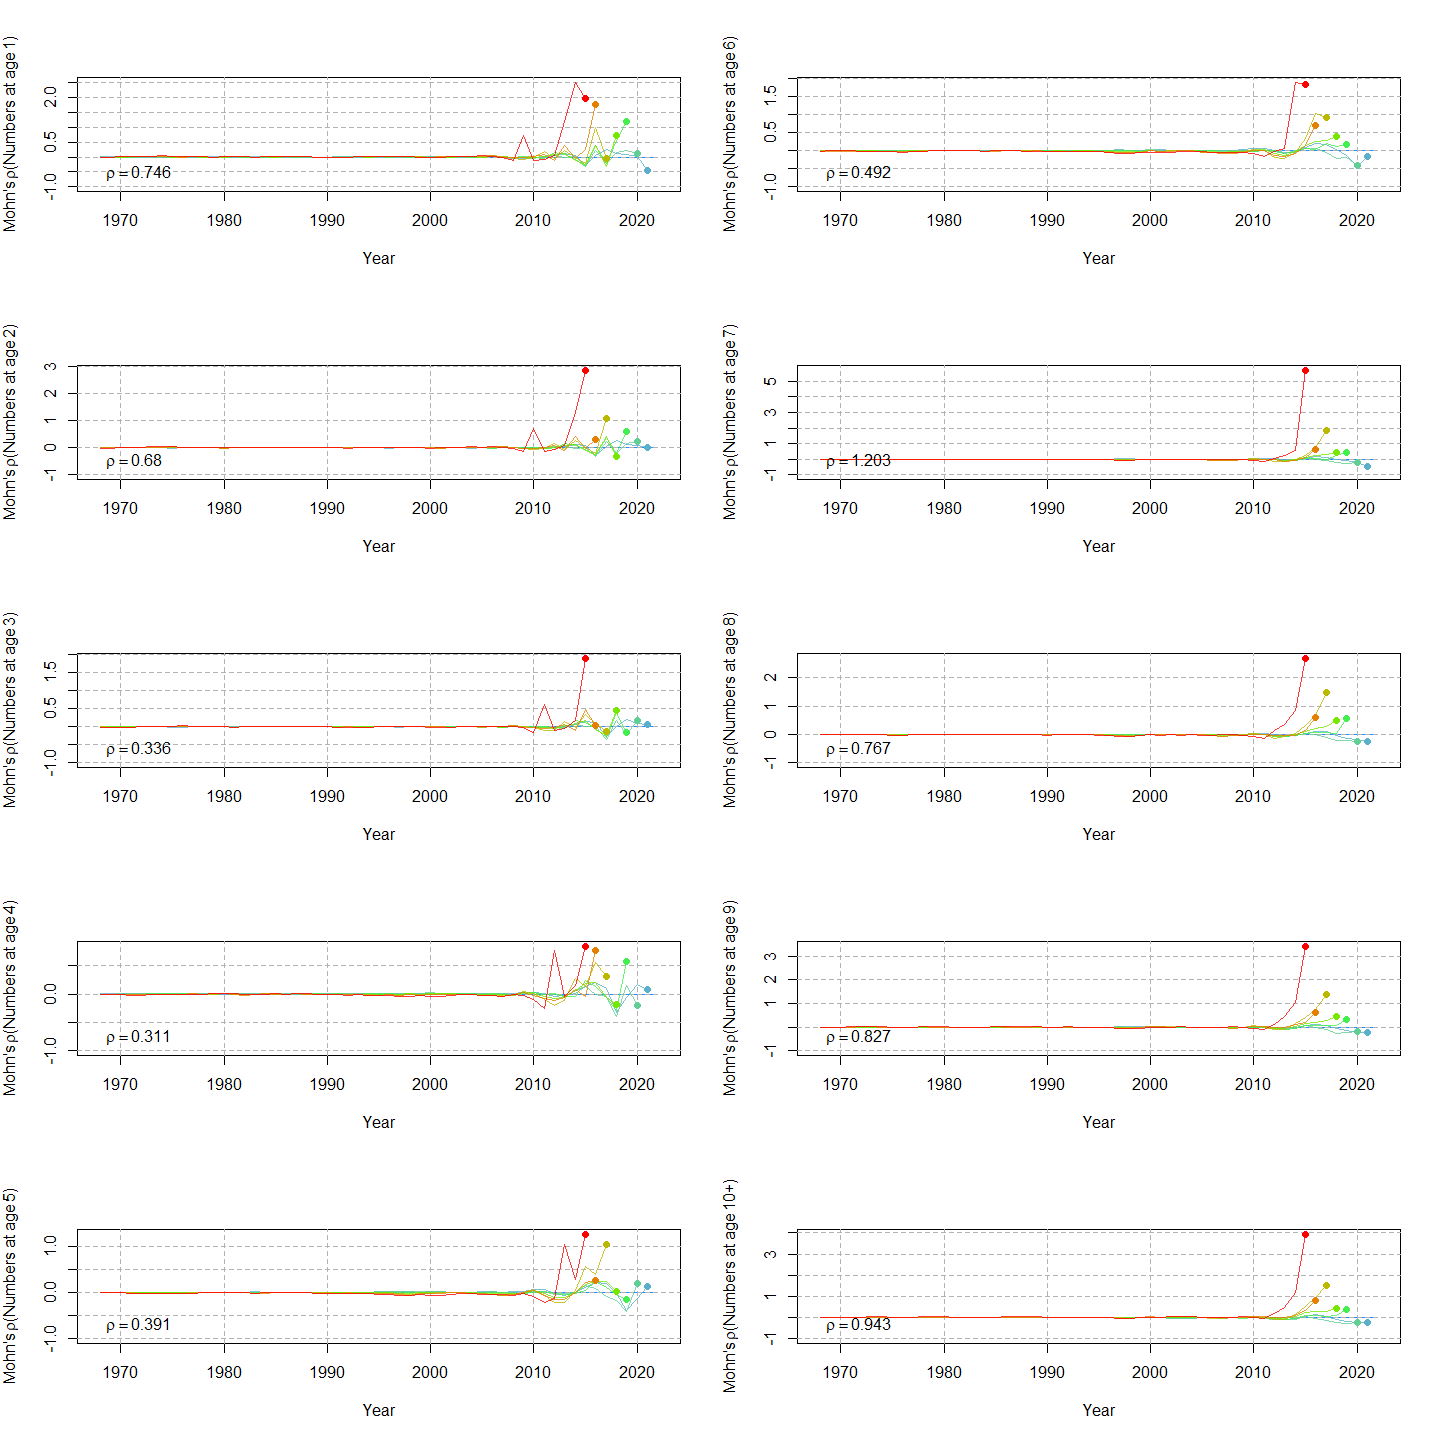 Mohn's ρ(Numbers at age 1)
2.0
0.5
-1.0
ρ = 0.746
1970 1980 1990 2000 2010 2020
Year
Mohn's ρ(Numbers at age 6)
1.5
0.5
-1.0
ρ = 0.492
1970 1980 1990 2000 2010 2020
Year
Mohn's ρ(Numbers at age 2)
3
2
1
0
-1
ρ = 0.68
1970 1980 1990 2000 2010 2020
Year
Mohn's ρ(Numbers at age 7)
5
3
1
-1
ρ = 1.203
1970 1980 1990 2000 2010 2020
Year
Mohn's ρ(Numbers at age 3)
1.5
0.5
-1.0
ρ = 0.336
1970 1980 1990 2000 2010 2020
Year
Mohn's ρ(Numbers at age 8)
2
1
0
-1
ρ = 0.767
1970 1980 1990 2000 2010 2020
Year
Mohn's ρ(Numbers at age 4)
0.0
-1.0
ρ = 0.311
1970 1980 1990 2000 2010 2020
Year
Mohn's ρ(Numbers at age 9)
3
2
1
-1
ρ = 0.827
1970 1980 1990 2000 2010 2020
Year
Mohn's ρ(Numbers at age 5)
1.0
0.0
-1.0
ρ = 0.391
1970 1980 1990 2000 2010 2020
Year
Mohn's ρ(Numbers at age 10+)
3
1
-1
ρ = 0.943
1970 1980 1990 2000 2010 2020
Year